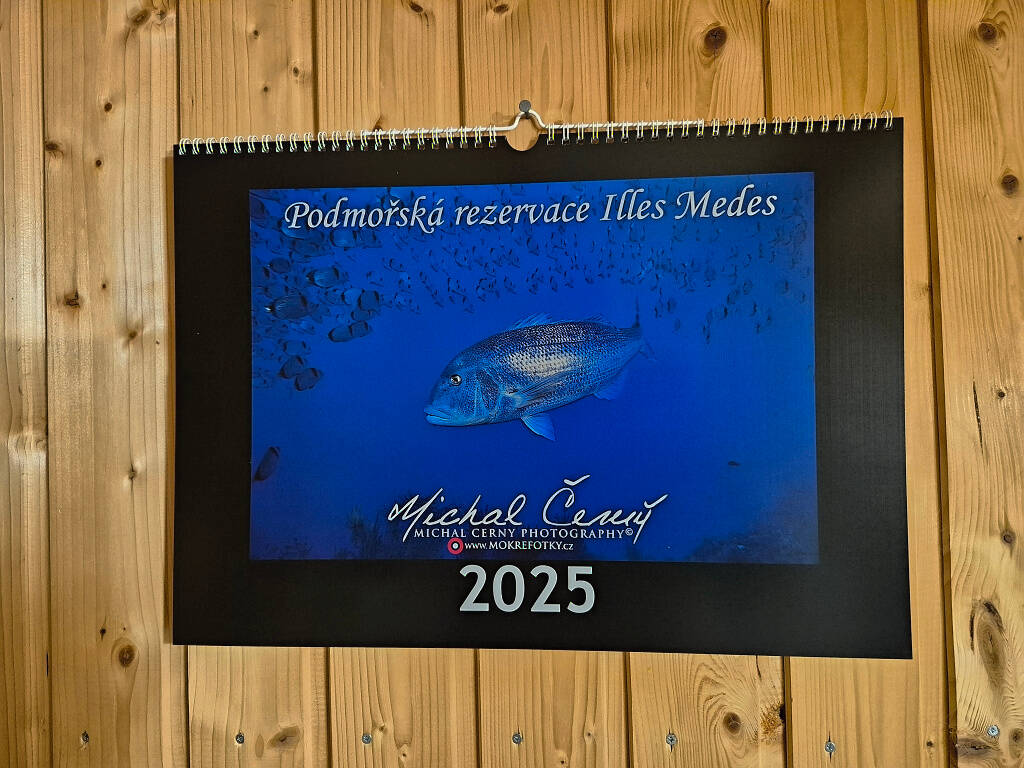 Podmořská rezervace Illes Medes
Michal Černý
MICHAL CERNY PHOTOGRAPHY©
WWW.MOKREFOTKY.CZ
2025